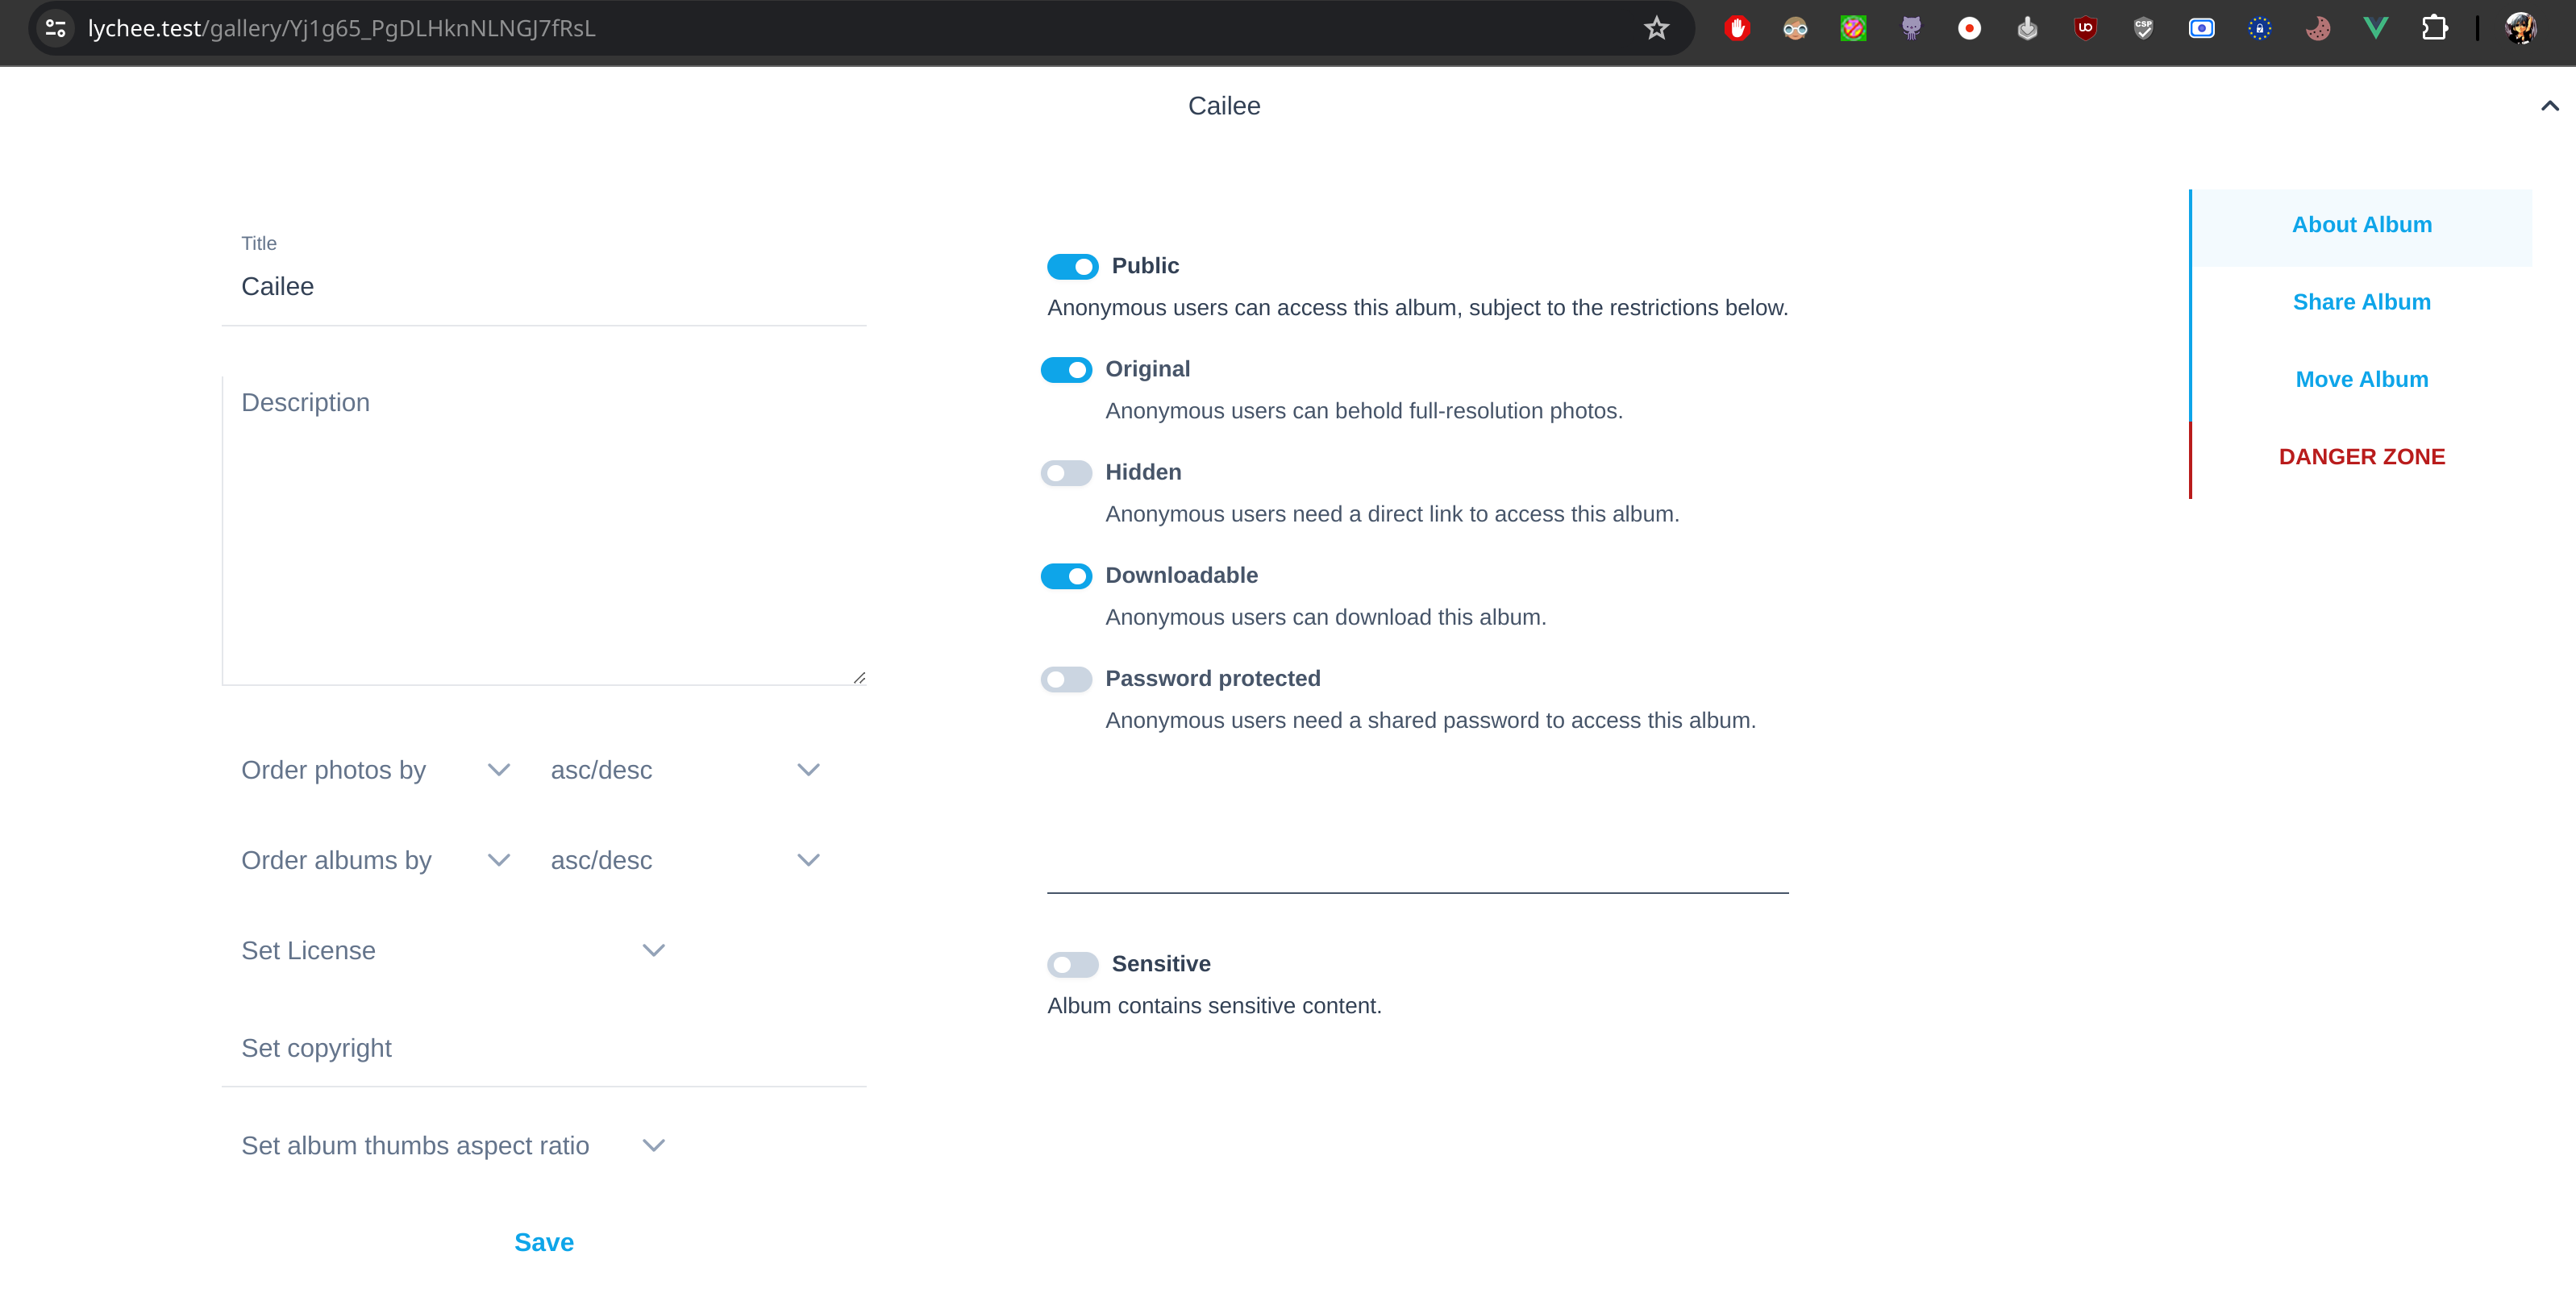 lychee.test/gallery/Yj1g65_PgDLHknNLNGJ7fRsL
Cailee
Title
Cailee
Description
Order photos by asc/desc
Order albums by asc/desc
Set License
Set copyright
Set album thumbs aspect ratio
Save
Public
Anonymous users can access this album, subject to the restrictions below.
Original
Anonymous users can behold full-resolution photos.
Hidden
Anonymous users need a direct link to access this album.
Downloadable
Anonymous users can download this album.
Password protected
Anonymous users need a shared password to access this album.
Sensitive
Album contains sensitive content.
About Album
Share Album
Move Album
DANGER ZONE